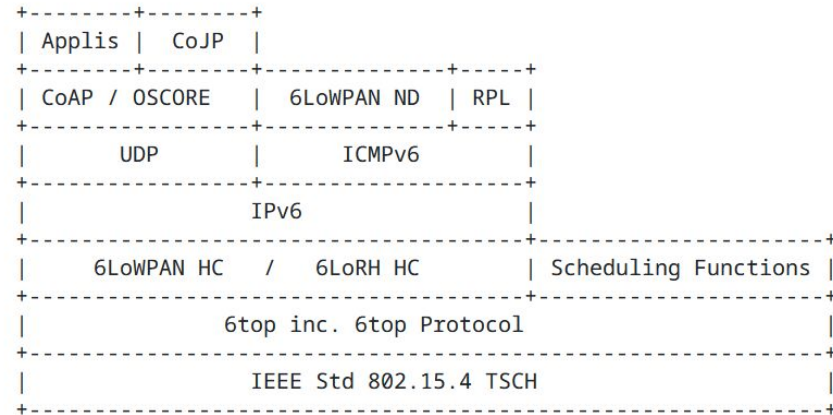 +--------+--------+
| Applis |  CoJP  |
+--------+--------+--------------+-----+
| CoAP / OSCORE   |  6LoWPAN ND  | RPL |
+-----------------+--------------+-----+
|       UDP       |      ICMPv6        |
+-----------------+--------------------+
|                 IPv6                 |
+--------------------------------------+----------------------+
|     6LoWPAN HC   /   6LoRH HC        | Scheduling Functions |
+--------------------------------------+----------------------+
|               6top inc. 6top Protocol                       |
+-------------------------------------------------------------+
|                 IEEE Std 802.15.4 TSCH                      |
+-------------------------------------------------------------+